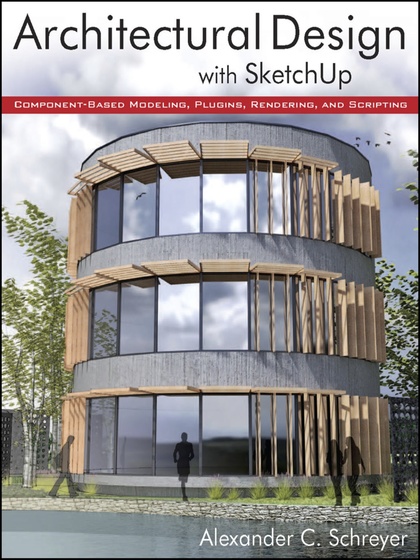 Architectural Design
with SketchUp
Component-Based Modeling, Plugins, Rendering, and Scripting
Alexander C. Schreyer